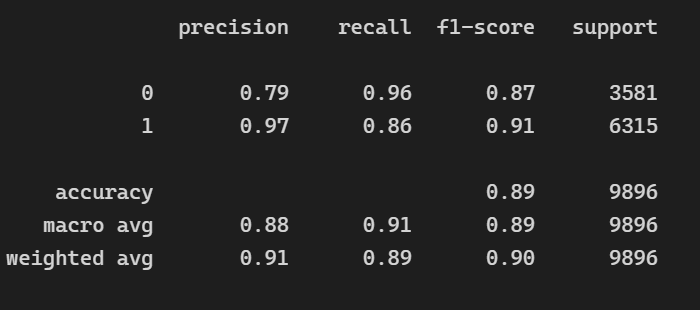 precision recall f1-score support
0 0.79 0.96 0.87 3581
1 0.97 0.86 0.91 6315
accuracy 0.89 9896
macro avg 0.88 0.91 0.89 9896
weighted avg 0.91 0.89 0.90 9896